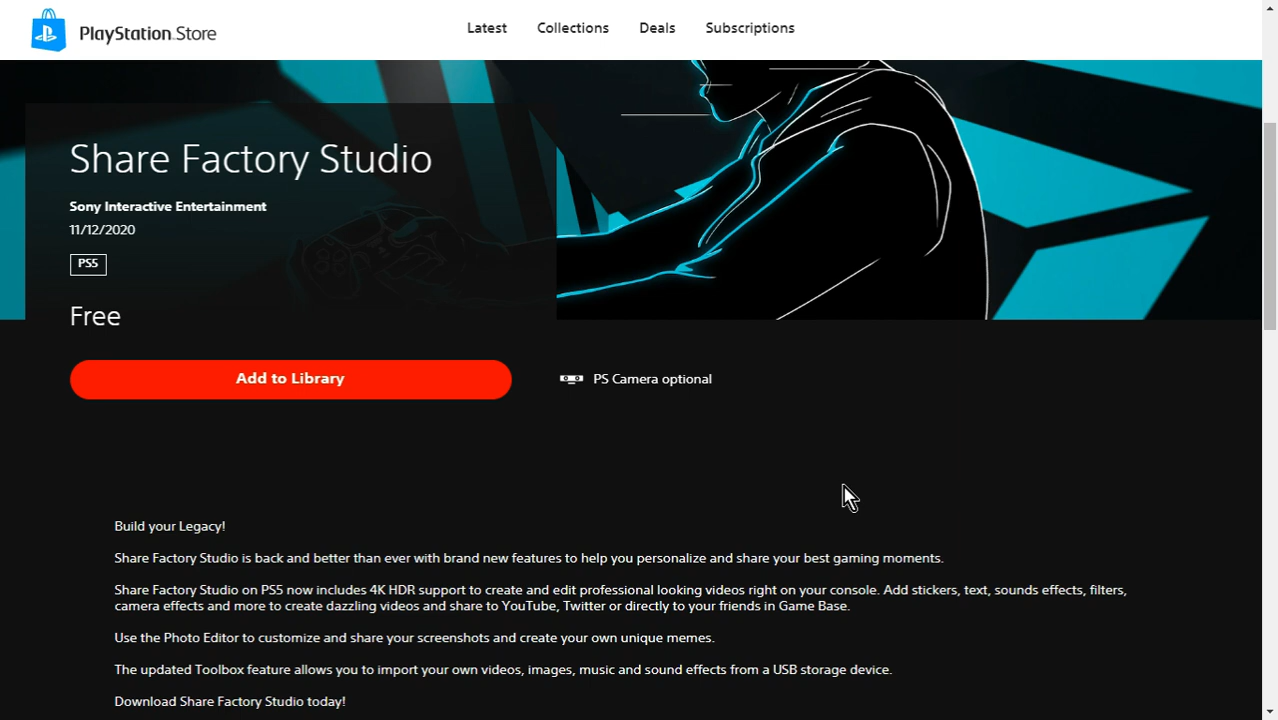 PlayStation Store
Latest Collections Deals Subscriptions
Share Factory Studio
Sony Interactive Entertainment
11/12/2020
PS5
Free
Add to Library
PS Camera optional
Build your Legacy!
Share Factory Studio is back and better than ever with brand new features to help you personalize and share your best gaming moments.
Share Factory Studio on PS5 now includes 4K HDR support to create and edit professional looking videos right on your console. Add stickers, text, sounds effects, filters,
camera effects and more to create dazzling videos and share to YouTube, Twitter or directly to your friends in Game Base.
Use the Photo Editor to customize and share your screenshots and create your own unique memes.
The updated Toolbox feature allows you to import your own videos, images, music and sound effects from a USB storage device.
Download Share Factory Studio today!